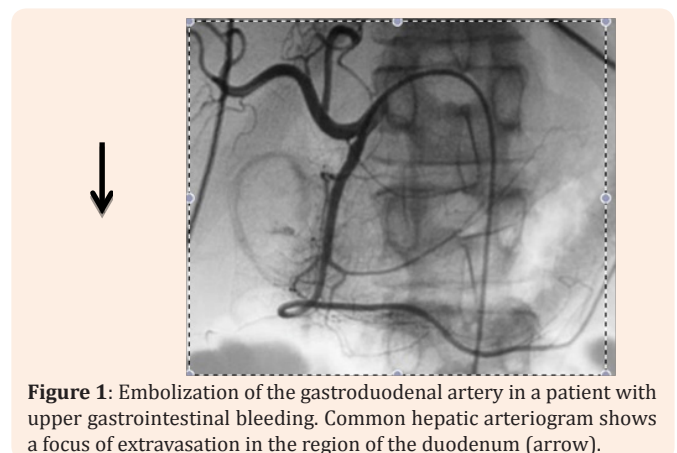 Figure 1: Embolization of the gastroduodenal artery in a patient with
upper gastrointestinal bleeding. Common hepatic arteriogram shows
a focus of extravasation in the region of the duodenum (arrow).